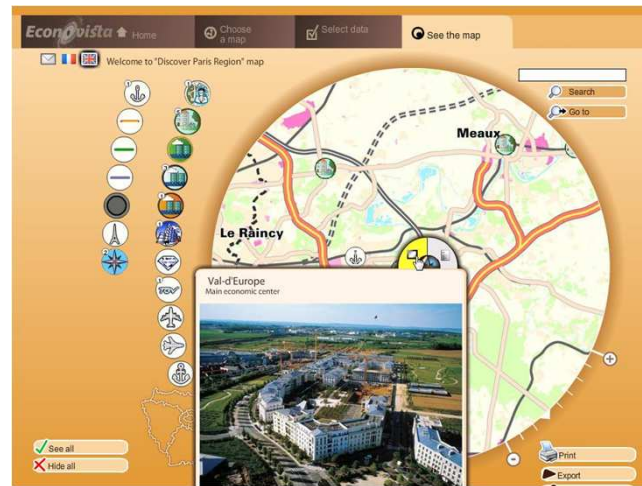 Econovista
Home
Choose
a map
Select data
See the map
Welcome to "Discover Paris Region" map
Search
Go to
Meaux
Le Raincy
TGV
Val-d'Europe
Main economic center
See all
Hide all
Print
Export